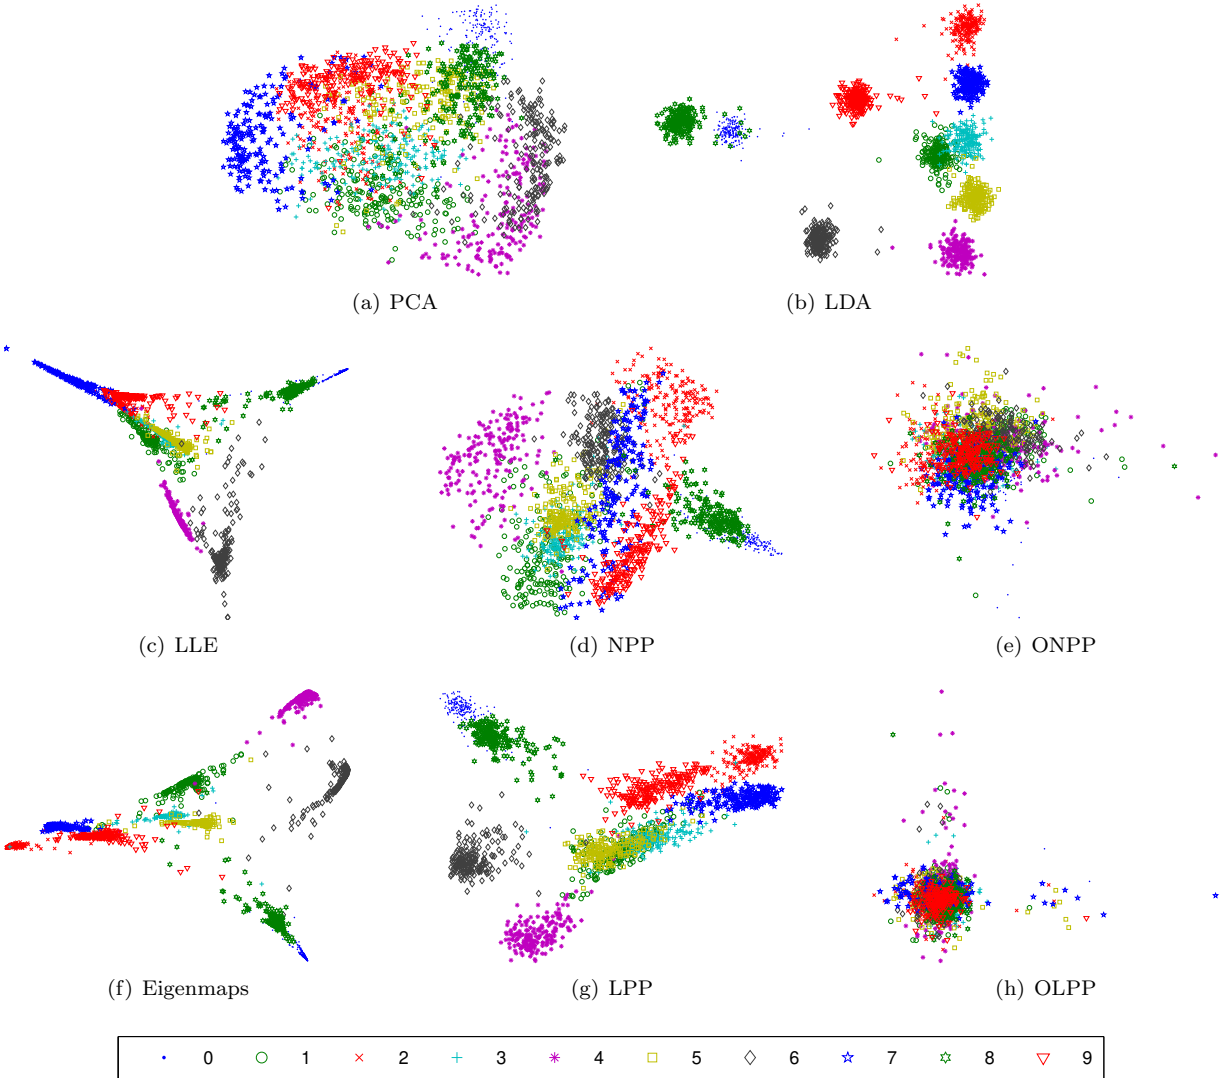 (a) PCA
(b) LDA
(c) LLE
(d) NPP
(e) ONPP
(f) Eigenmaps
(g) LPP
(h) OLPP
0 1 2 3 4 5 6 7 8 9